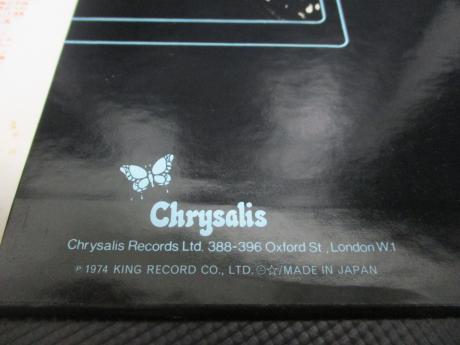 Chrysalis
Chrysalis Records Ltd. 388-396 Oxford St., London W.1
℗ 1974 KING RECORD CO., LTD. Ⓒ☆/MADE IN JAPAN